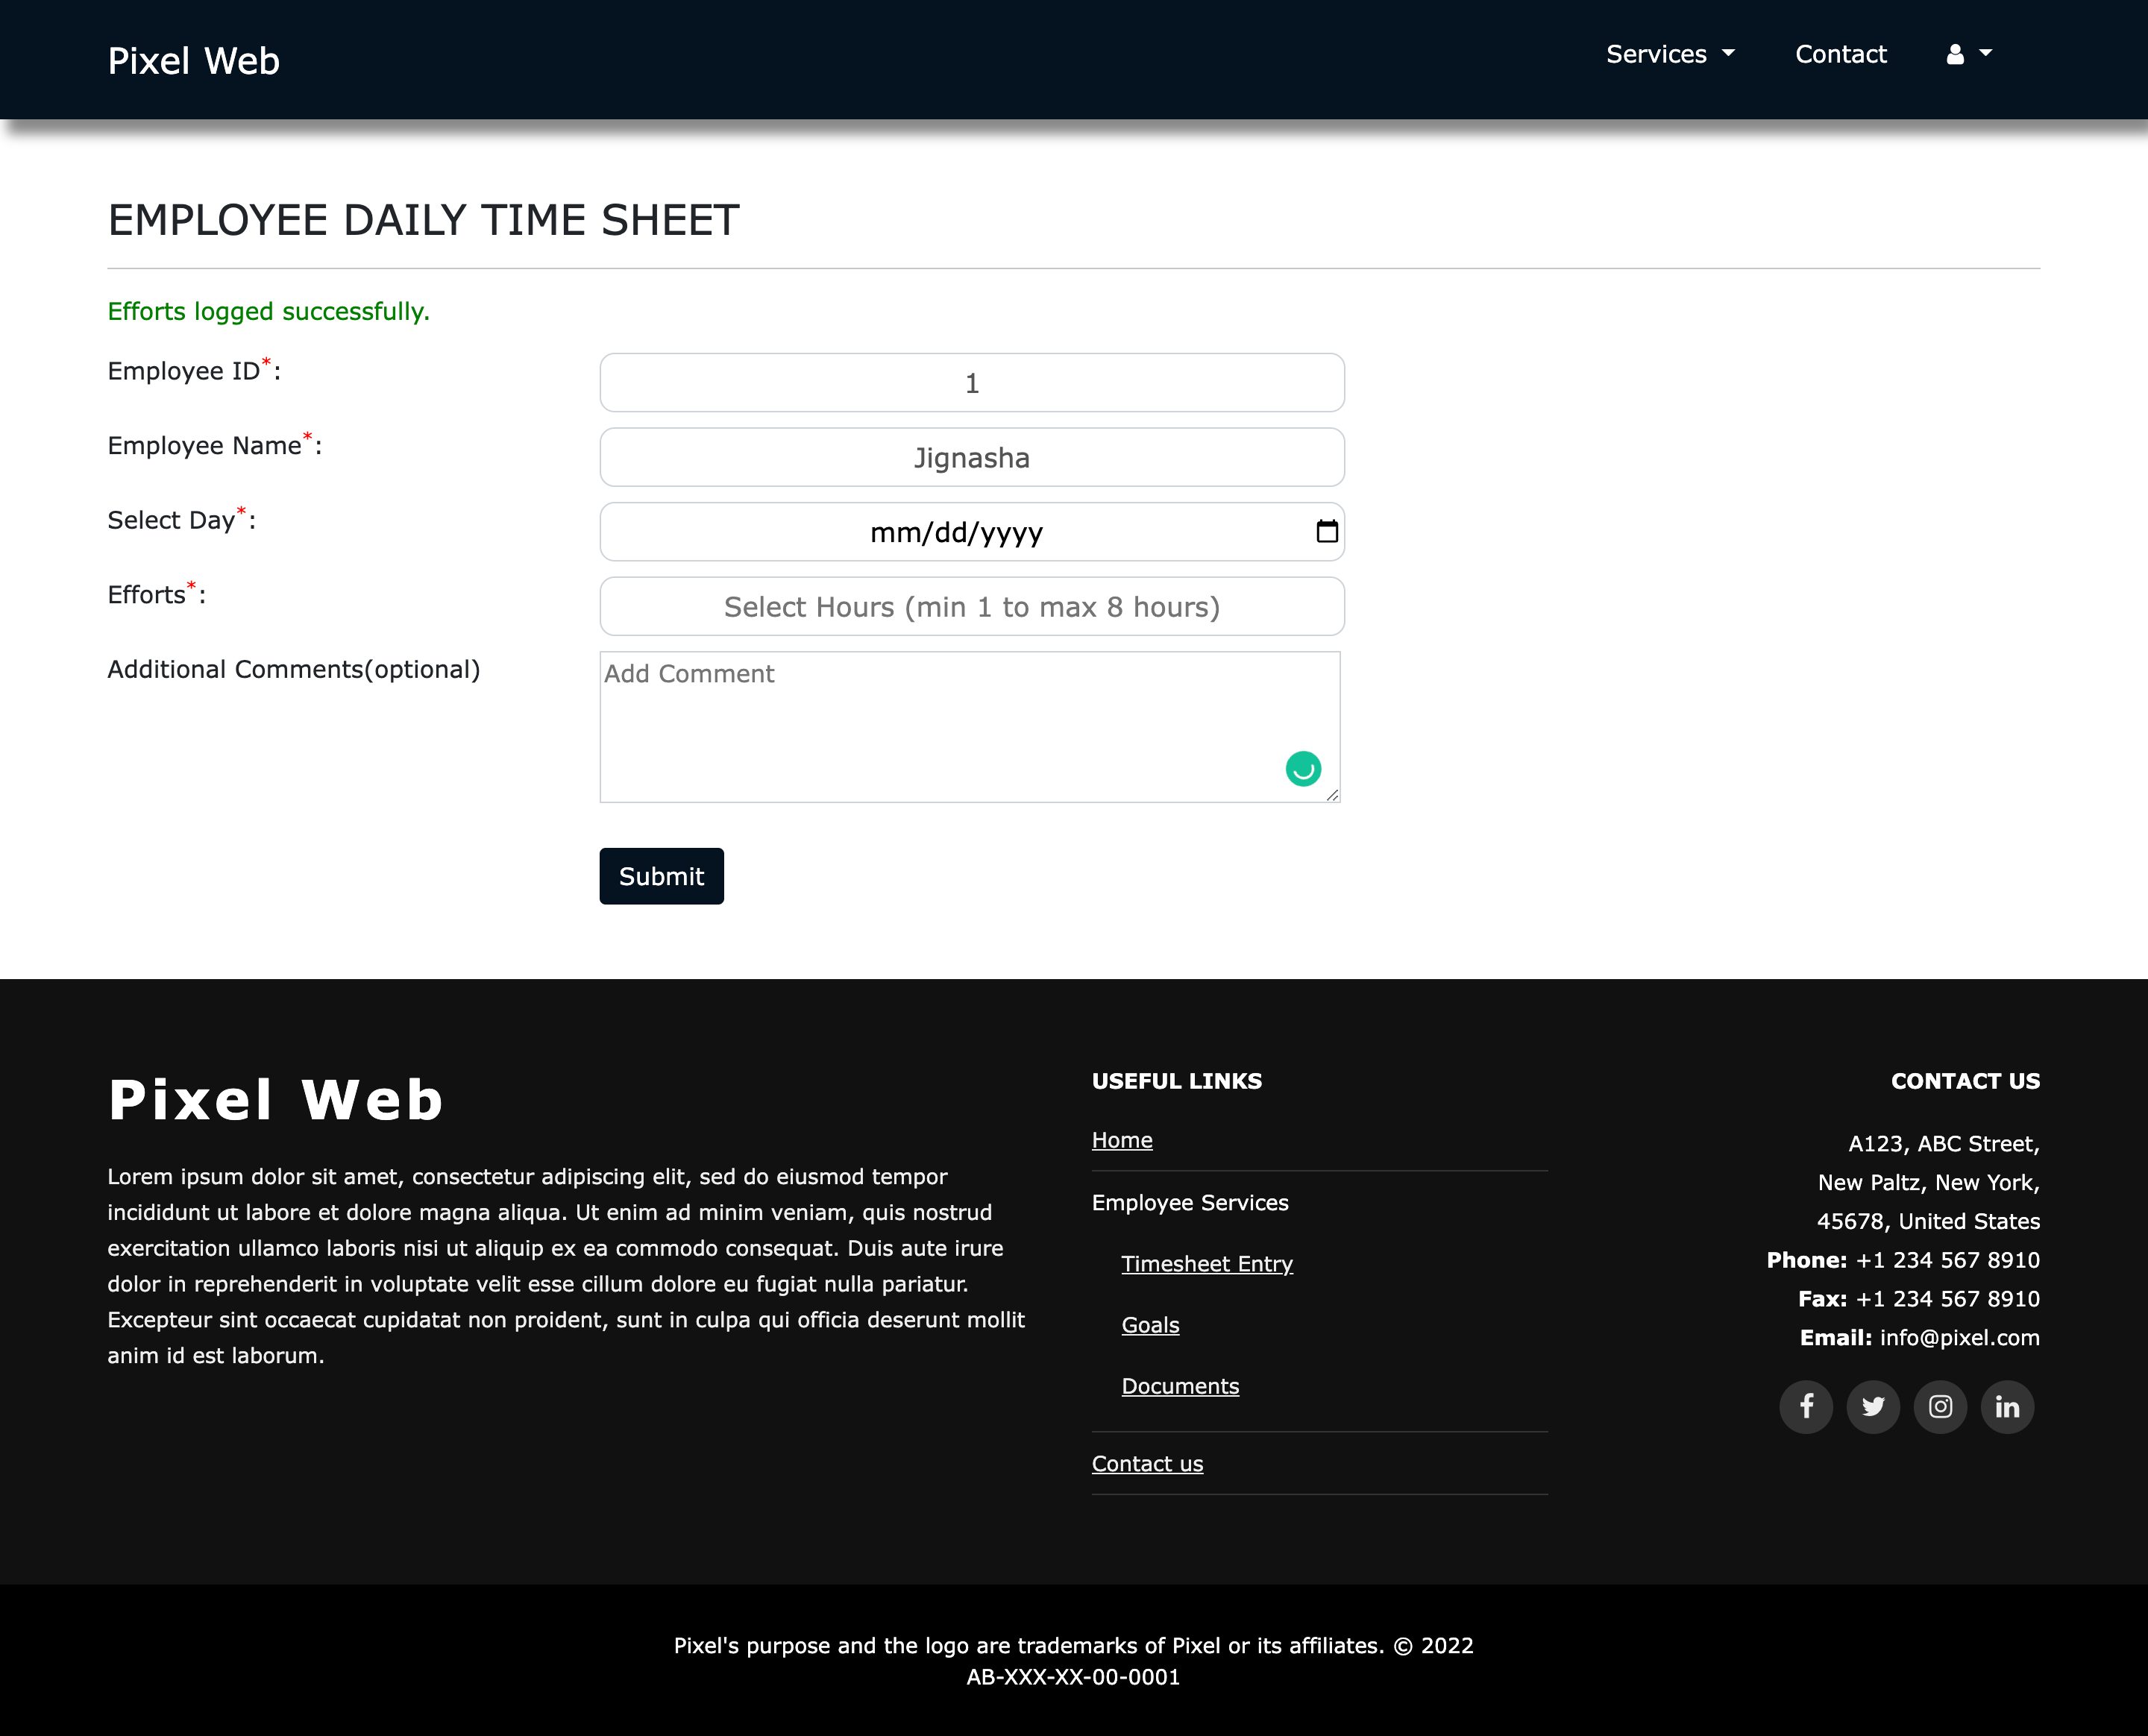 Pixel Web
Services
Contact
EMPLOYEE DAILY TIME SHEET
Efforts logged successfully.
Employee ID*:
1
Employee Name*:
Jignasha
Select Day*:
mm/dd/yyyy
Efforts*:
Select Hours (min 1 to max 8 hours)
Additional Comments(optional)
Add Comment
Submit
Pixel Web
Lorem ipsum dolor sit amet, consectetur adipiscing elit, sed do eiusmod tempor
incididunt ut labore et dolore magna aliqua. Ut enim ad minim veniam, quis nostrud
exercitation ullamco laboris nisi ut aliquip ex ea commodo consequat. Duis aute irure
dolor in reprehenderit in voluptate velit esse cillum dolore eu fugiat nulla pariatur.
Excepteur sint occaecat cupidatat non proident, sunt in culpa qui officia deserunt mollit
anim id est laborum.
USEFUL LINKS
Home
Employee Services
Timesheet Entry
Goals
Documents
Contact us
CONTACT US
A123, ABC Street,
New Paltz, New York,
45678, United States
Phone: +1 234 567 8910
Fax: +1 234 567 8910
Email: info@pixel.com
Pixel's purpose and the logo are trademarks of Pixel or its affiliates. © 2022
AB-XXX-XX-00-0001